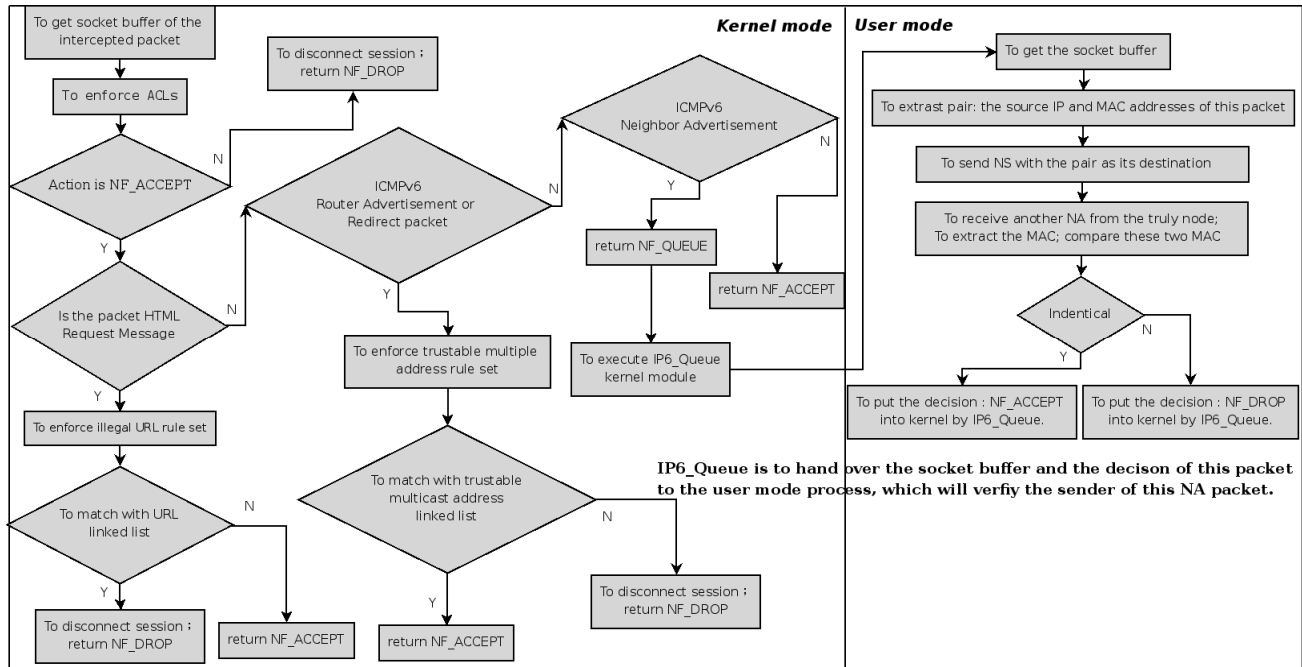 To get socket buffer of the
intercepted packet
To enforce ACLs
Action is NF_ACCEPT
N
Y
To disconnect session ;
return NF_DROP
Is the packet HTML
Request Message
N
Y
To enforce illegal URL rule set
To match with URL
linked list
N
Y
To disconnect session ;
return NF_DROP
return NF_ACCEPT
ICMPv6
Router Advertisement or
Redirect packet
N
Y
To enforce trustable multiple
address rule set
To match with trustable
multicast address
linked list
N
Y
return NF_ACCEPT
To disconnect session ;
return NF_DROP
Kernel mode
ICMPv6
Neighbor Advertisement
N
Y
return NF_QUEUE
return NF_ACCEPT
To execute IP6_Queue
kernel module
User mode
To get the socket buffer
To extrast pair: the source IP and MAC addresses of this packet
To send NS with the pair as its destination
To receive another NA from the truly node;
To extract the MAC; compare these two MAC
Indentical
N
Y
To put the decision : NF_ACCEPT
into kernel by IP6_Queue.
To put the decision : NF_DROP
into kernel by IP6_Queue.
IP6_Queue is to hand over the socket buffer and the decison of this packet
to the user mode process, which will verfiy the sender of this NA packet.